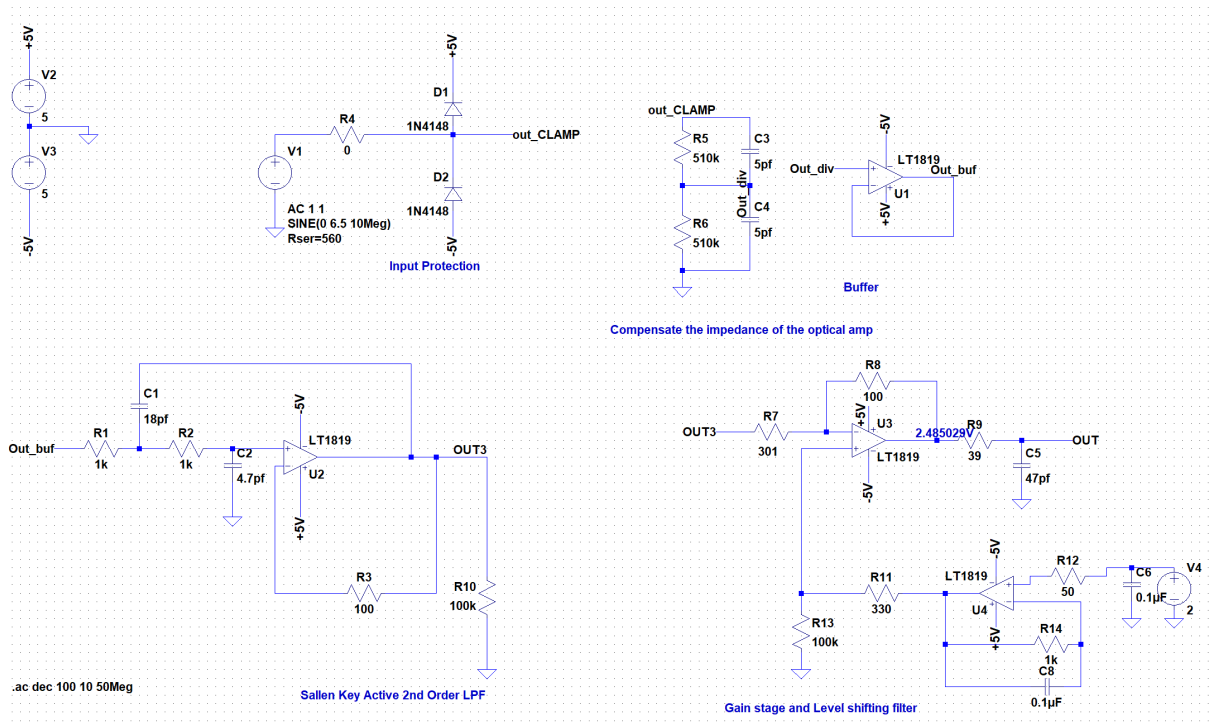 +5V
V2
5
V3
5
-5V
R4
0
V1
AC 1 1
SINE(0 6.5 10Meg)
Rser=560
+5V
D1
1N4148
out_CLAMP
D2
1N4148
-5V
Input Protection
out_CLAMP
R5
510k
C3
5pf
Out_div
R6
510k
C4
5pf
Out_div
-5V
LT1819
Out_buf
U1
+5V
Buffer
Compensate the impedance of the optical amp
C1
18pf
Out_buf
R1
1k
R2
1k
C2
4.7pf
-5V
LT1819
U2
+5V
OUT3
R3
100
R10
100k
.ac dec 100 10 50Meg
Sallen Key Active 2nd Order LPF
R8
100
OUT3
R7
301
+5V
U3
LT1819
-5V
2.485029V
R9
39
OUT
C5
47pf
-5V
LT1819
U4
+5V
R12
50
C6
0.1µF
V4
2
R11
330
R13
100k
R14
1k
C8
0.1µF
Gain stage and Level shifting filter